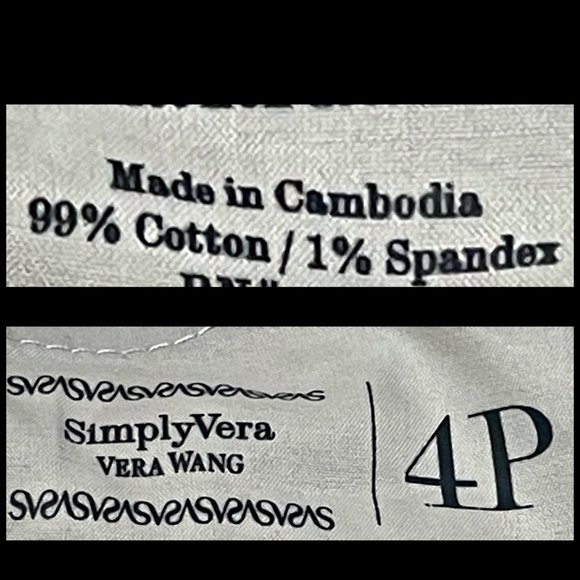 Made in Cambodia
99% Cotton / 1% Spandex
SimplyVera
VERA WANG
4P